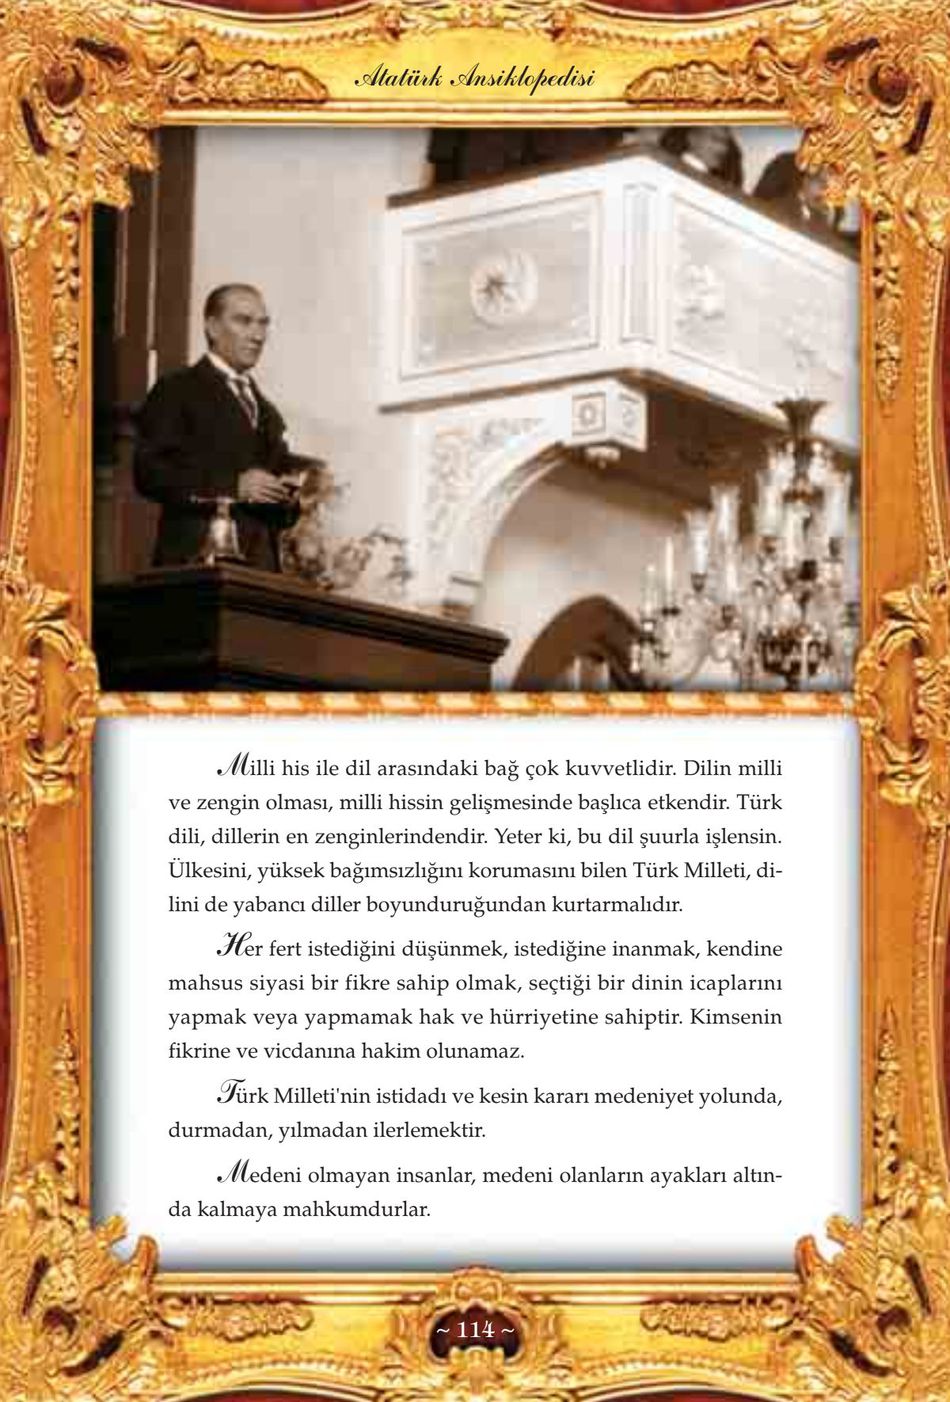 Atatürk Ansiklopedisi
Milli his ile dil arasındaki bağ çok kuvvetlidir. Dilin milli
ve zengin olması, milli hissin gelişmesinde başlıca etkendir. Türk
dili, dillerin en zenginlerindendir. Yeter ki, bu dil şuurla işlensin.
Ülkesini, yüksek bağımsızlığını korumasını bilen Türk Milleti, di-
lini de yabancı diller boyunduruğundan kurtarmalıdır.
Her fert istediğini düşünmek, istediğine inanmak, kendine
mahsus siyasi bir fikre sahip olmak, seçtiği bir dinin icaplarını
yapmak veya yapmamak hak ve hürriyetine sahiptir. Kimsenin
fikrine ve vicdanına hakim olunamaz.
Türk Milleti'nin istidadı ve kesin kararı medeniyet yolunda,
durmadan, yılmadan ilerlemektir.
Medeni olmayan insanlar, medeni olanların ayakları altın-
da kalmaya mahkumdurlar.
~ 114 ~